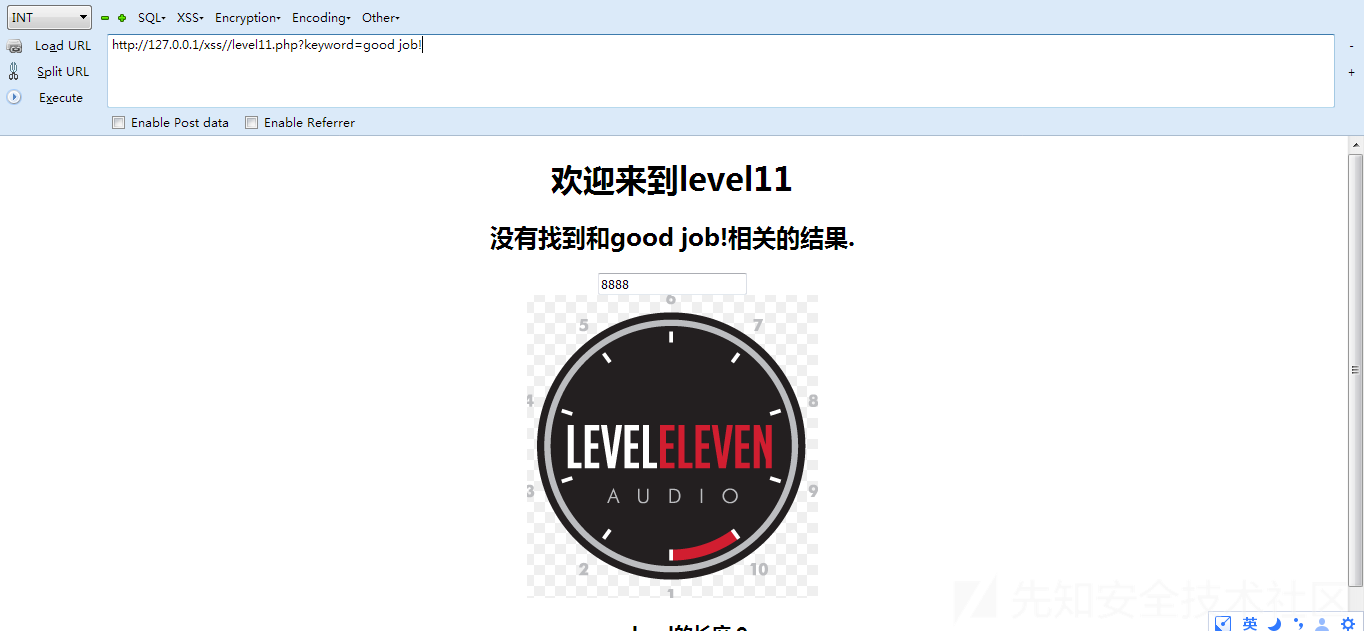 INT SQL XSS Encryption Encoding Other
Load URL
http://127.0.0.1/xss//level11.php?keyword=good job!
Split URL
Execute
Enable Post data Enable Referrer
欢迎来到level11
没有找到和good job!相关的结果.
8888
6
5 7
4 8
LEVELELEVEN
AUDIO
3 9
2 10
1
先知安全技术社区
英